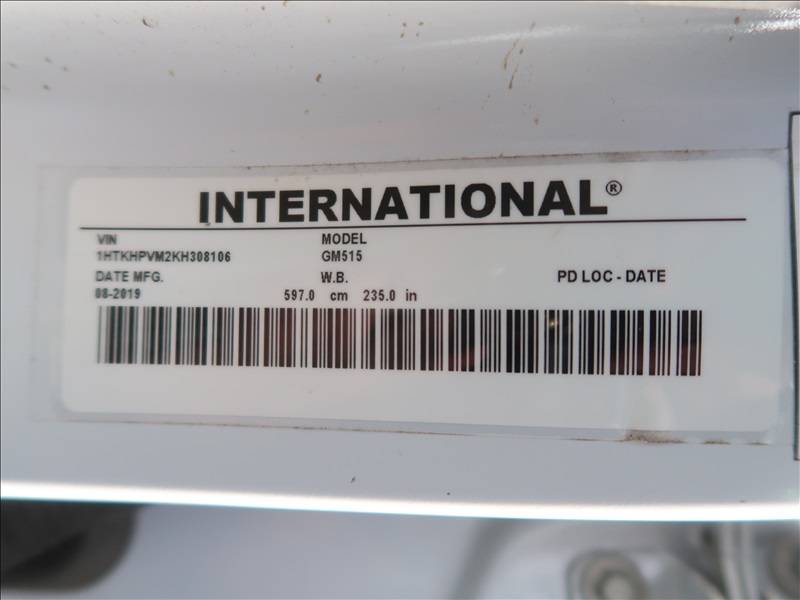 INTERNATIONAL®
VIN MODEL
1HTKHPVM2KH308106 GM515
DATE MFG. W.B. PD LOC - DATE
08-2019 597.0 cm 235.0 in